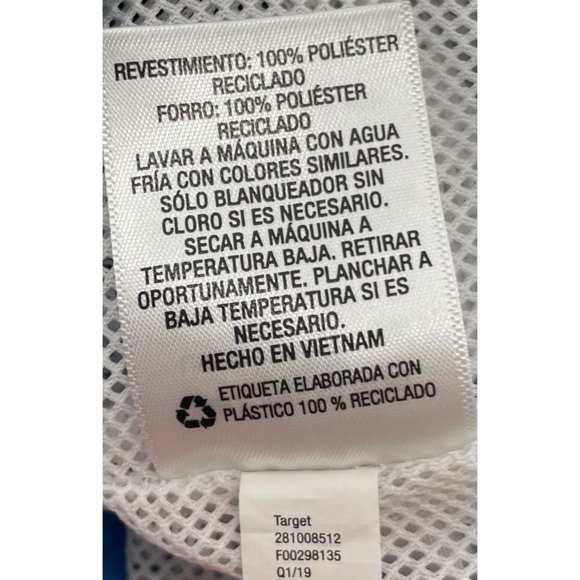 REVESTIMIENTO: 100% POLIÉSTER
RECICLADO
FORRO: 100% POLIÉSTER
RECICLADO
LAVAR A MÁQUINA CON AGUA
FRÍA CON COLORES SIMILARES.
SÓLO BLANQUEADOR SIN
CLORO SI ES NECESARIO.
SECAR A MÁQUINA A
TEMPERATURA BAJA. RETIRAR
OPORTUNAMENTE. PLANCHAR A
BAJA TEMPERATURA SI ES
NECESARIO.
HECHO EN VIETNAM
ETIQUETA ELABORADA CON
PLÁSTICO 100 % RECICLADO
Target
281008512
F00298135
Q1/19